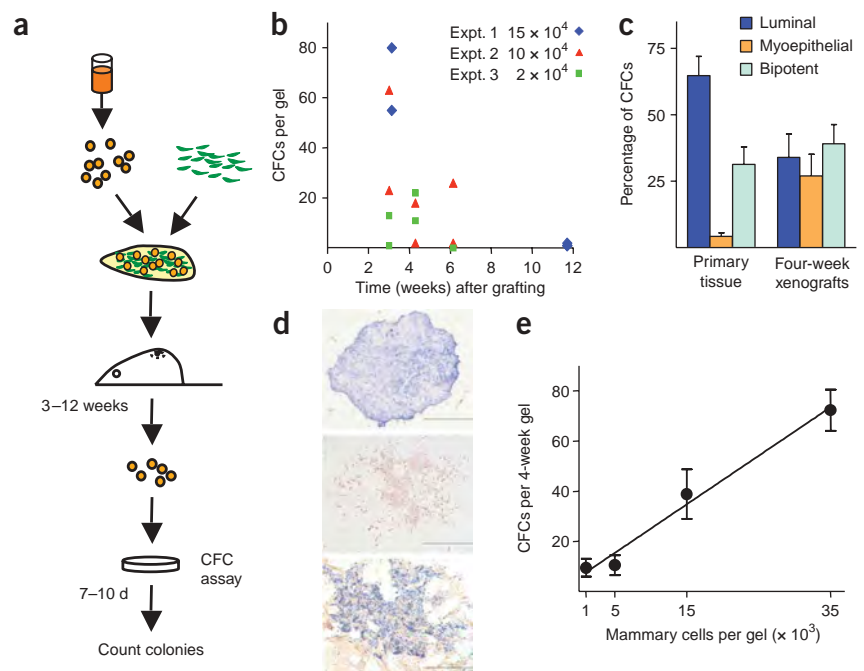 a
3–12 weeks
CFC
assay
7–10 d
Count colonies
b
Expt. 1 15 × 10⁴
Expt. 2 10 × 10⁴
Expt. 3 2 × 10⁴
CFCs per gel
80
60
40
20
0 2 4 6 8 10 12
Time (weeks) after grafting
c
Luminal
Myoepithelial
Bipotent
Percentage of CFCs
75
50
25
Primary
tissue
Four-week
xenografts
d
e
CFCs per 4-week gel
80
60
40
20
1 5 15 35
Mammary cells per gel (× 10³)